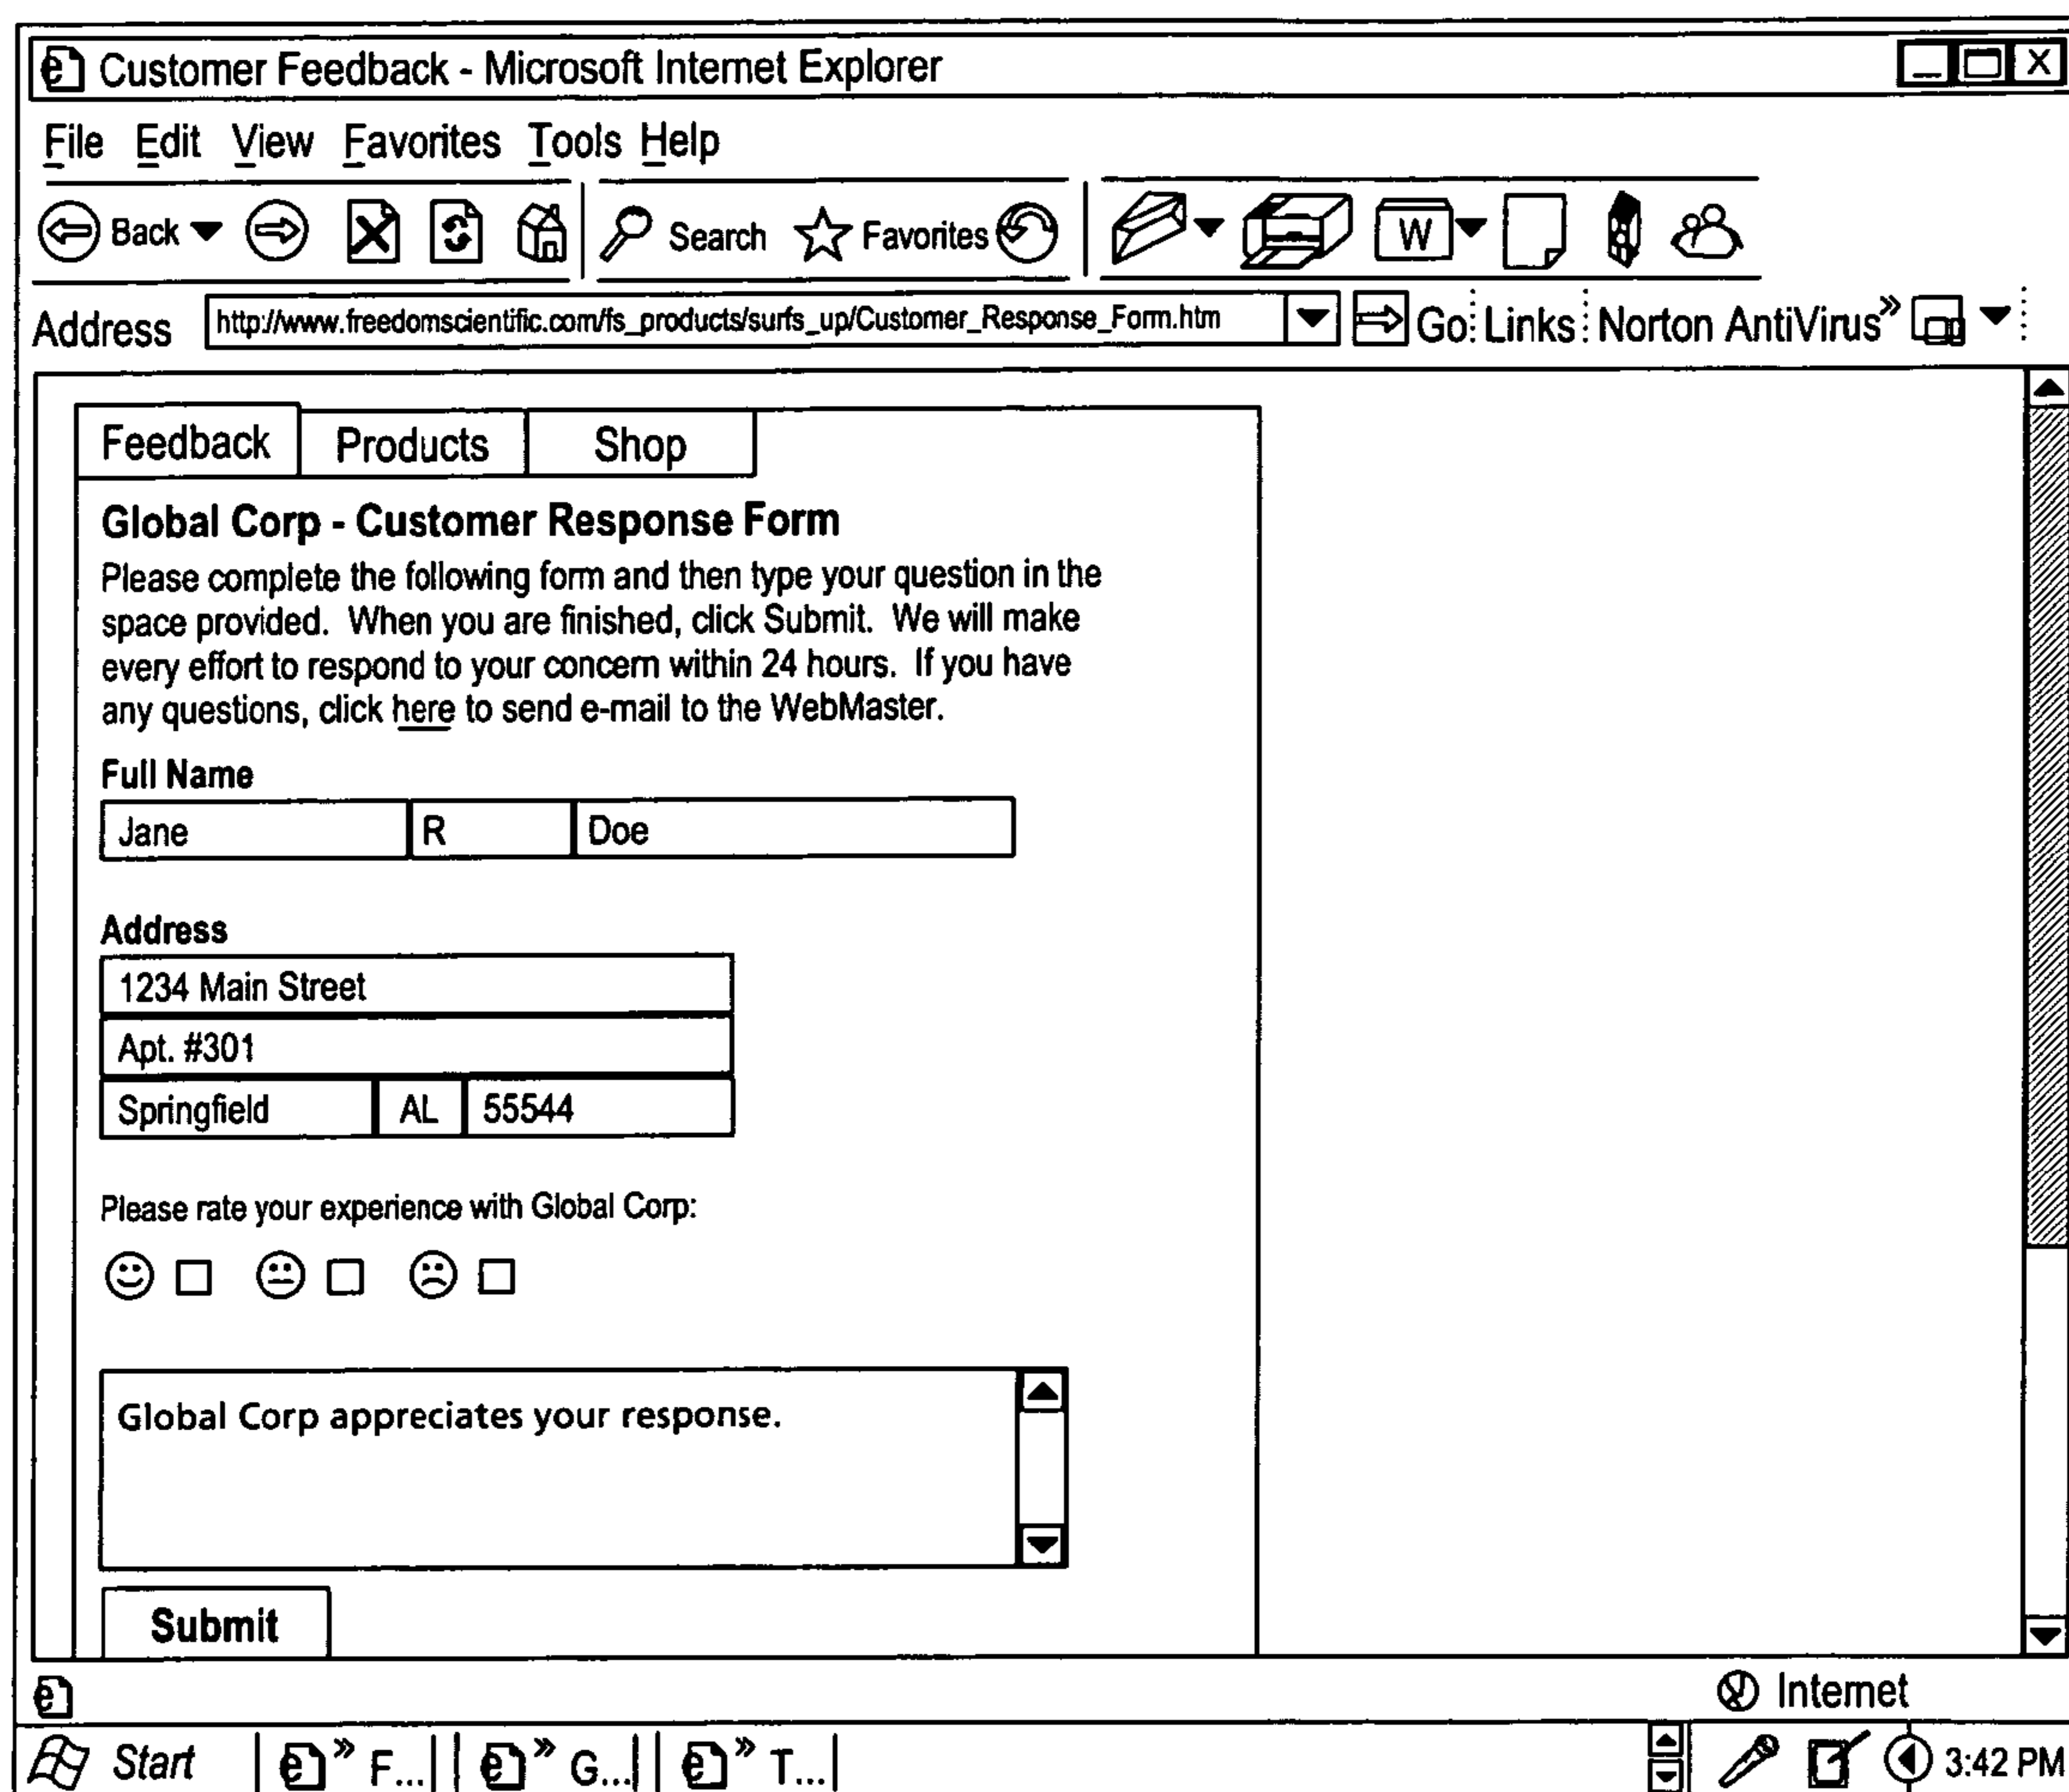 Customer Feedback - Microsoft Internet Explorer
X
File Edit View Favorites Tools Help
Back Search Favorites W
Address http://www.freedomscientific.com/fs_products/surfs_up/Customer_Response_Form.htm Go Links Norton AntiVirus»
Feedback Products Shop
Global Corp - Customer Response Form
Please complete the following form and then type your question in the
space provided. When you are finished, click Submit. We will make
every effort to respond to your concern within 24 hours. If you have
any questions, click here to send e-mail to the WebMaster.
Full Name
Jane R Doe
Address
1234 Main Street
Apt. #301
Springfield AL 55544
Please rate your experience with Global Corp:
Global Corp appreciates your response.
Submit
Internet
Start » F... » G... » T... 3:42 PM